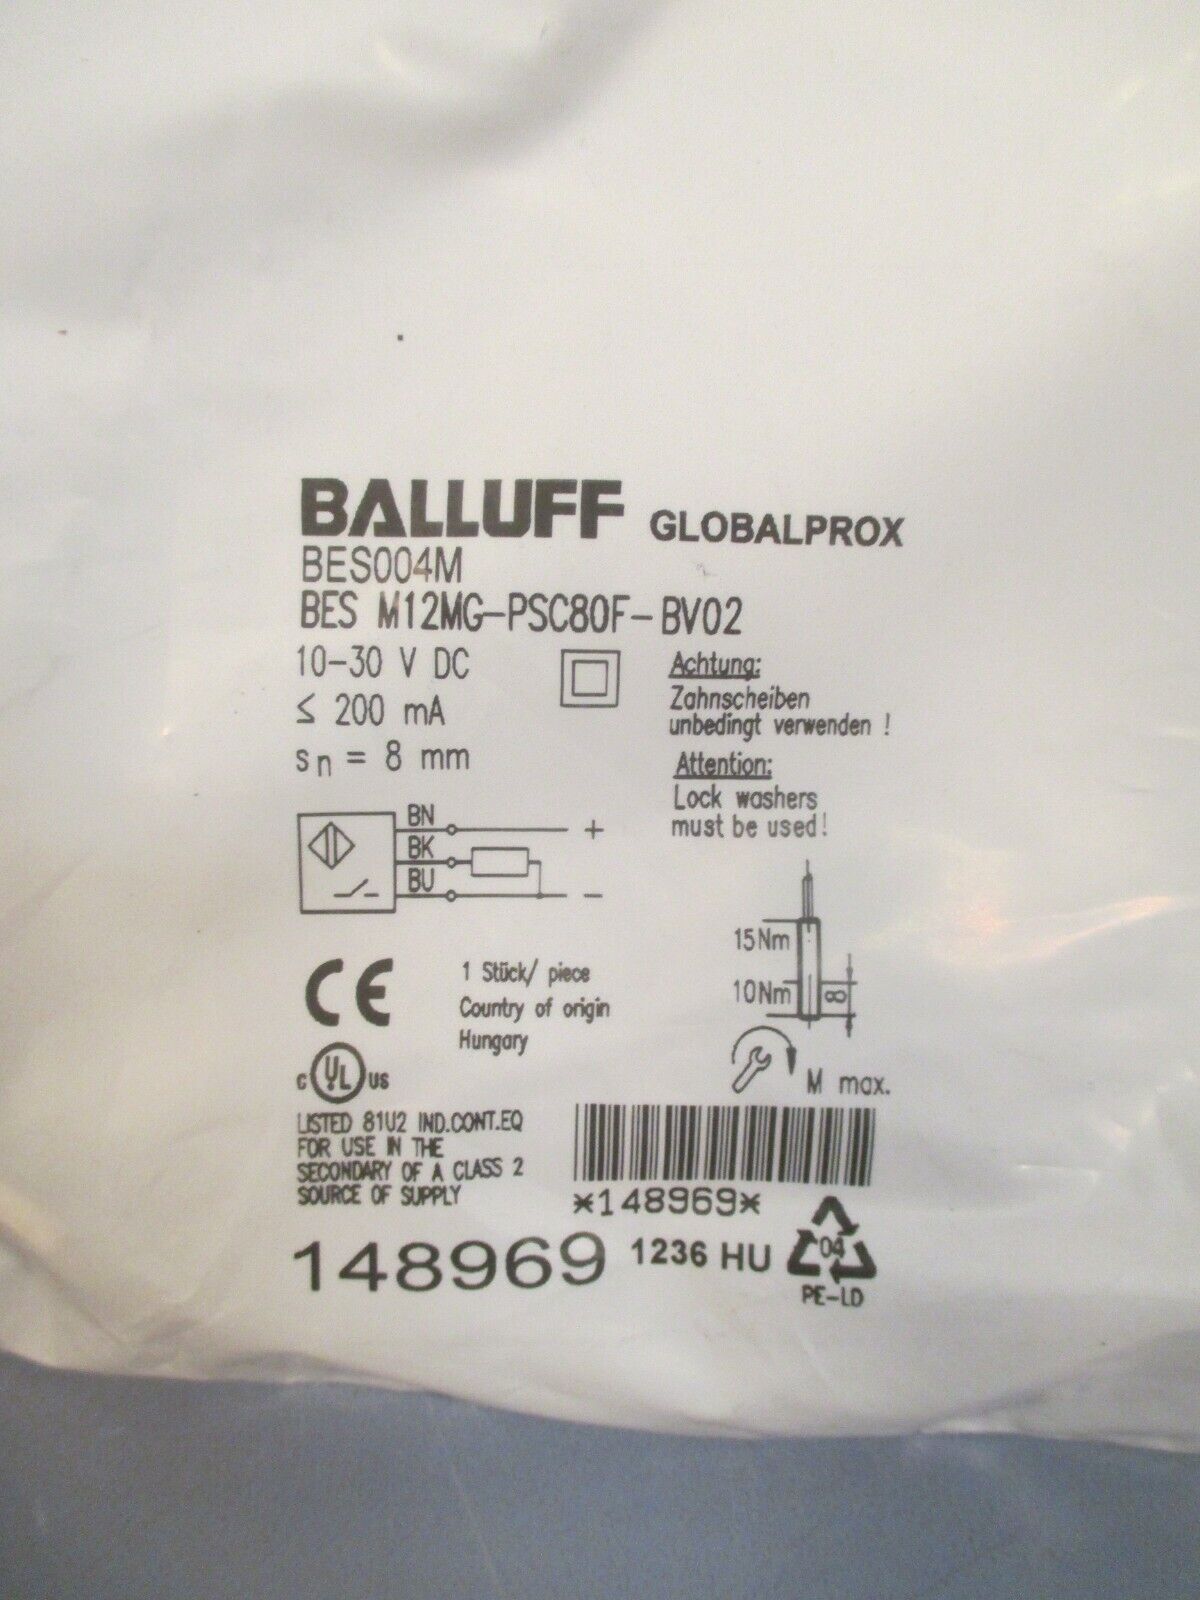 BALLUFF GLOBALPROX
BES004M
BES M12MG-PSC80F-BV02
10-30 V DC
≤ 200 mA
sn = 8 mm
Achtung:
Zahnscheiben
unbedingt verwenden !
Attention:
Lock washers
must be used!
BN +
BK
BU -
15Nm
10Nm 8
M max.
CE
1 Stück/ piece
Country of origin
Hungary
C UL US
LISTED 81U2 IND.CONT.EQ
FOR USE IN THE
SECONDARY OF A CLASS 2
SOURCE OF SUPPLY
*148969*
148969 1236 HU
04
PE-LD